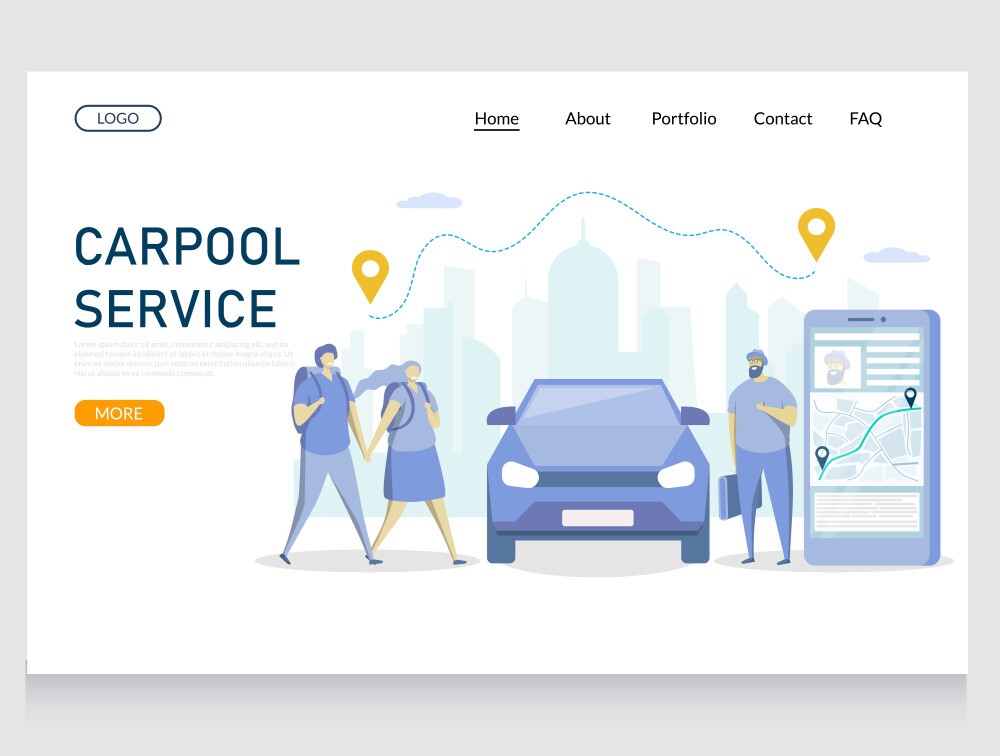 LOGO
Home About Portfolio Contact FAQ
CARPOOL
SERVICE
Lorem ipsum dolor sit amet, consectetur adipiscing elit, sed do
eiusmod tempor incididunt ut labore et dolore magna aliqua. Ut
enim ad minim veniam, quis nostrud exercitation ullamco laboris
nisi ut aliquip ex ea commodo consequat.
MORE